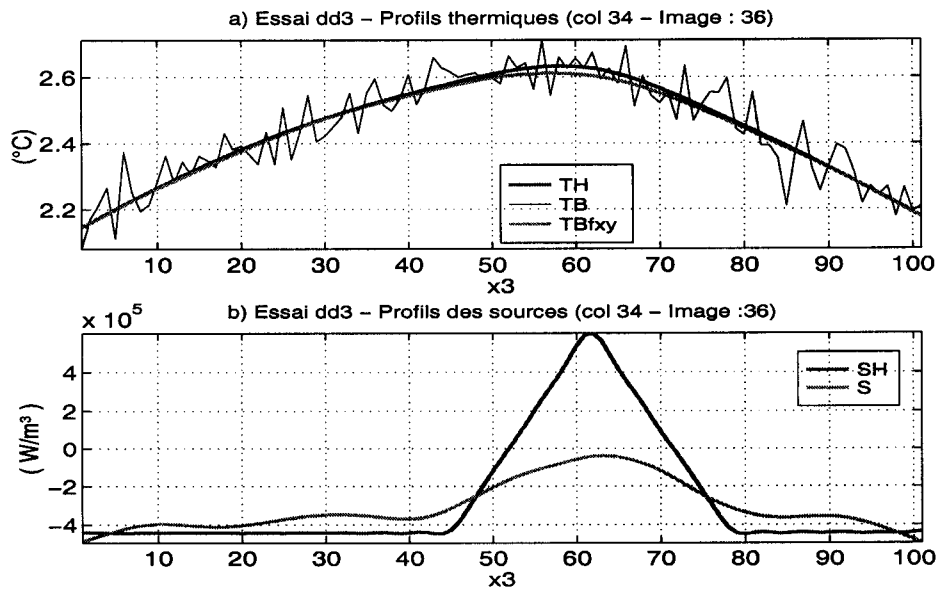 a) Essai dd3 – Profils thermiques (col 34 – Image : 36)
2.6
2.4
2.2
(°C)
TH
TB
TBfxy
10 20 30 40 50 60 70 80 90 100
x3
x 10⁵
b) Essai dd3 – Profils des sources (col 34 – Image :36)
4
2
0
−2
−4
( W/m³ )
SH
S
10 20 30 40 50 60 70 80 90 100
x3